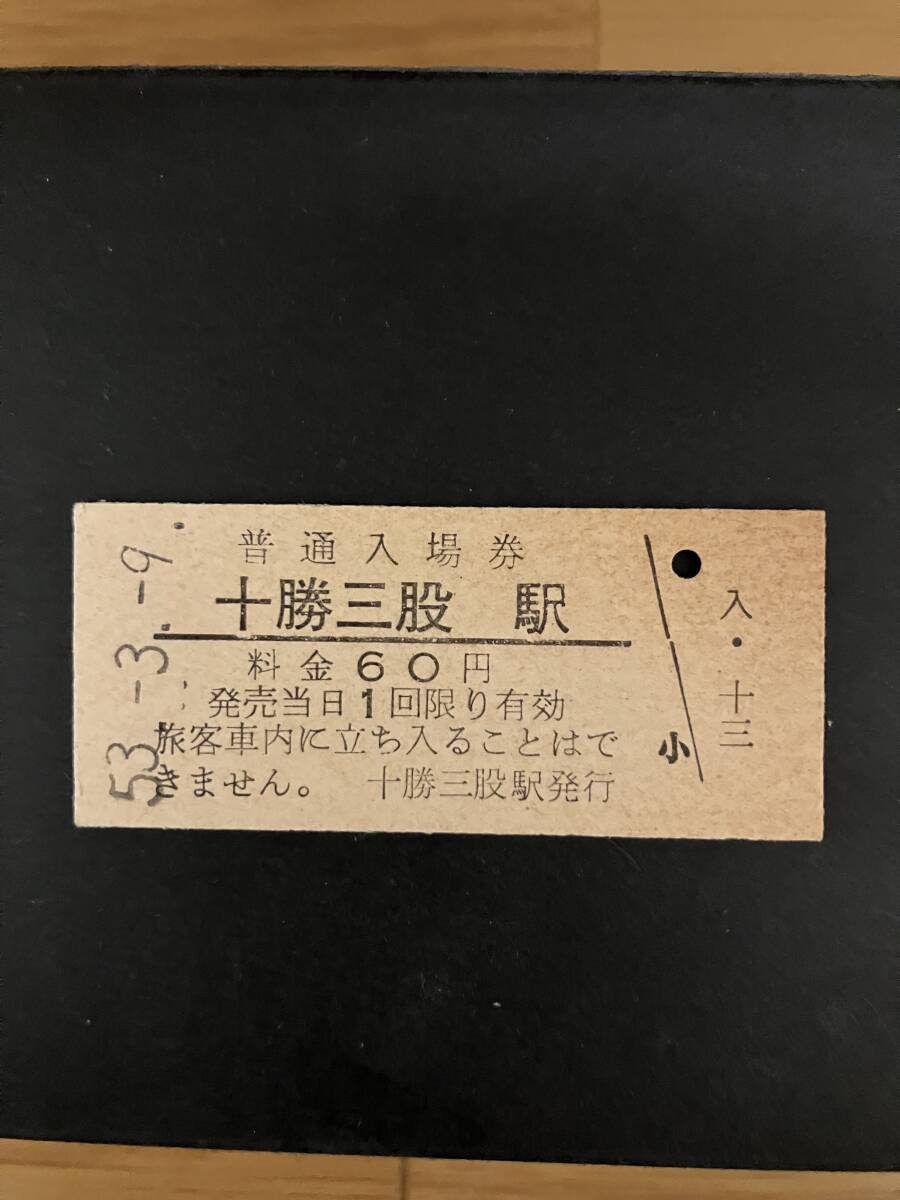 普通入場券
十勝三股 駅
料金60円
発売当日1回限り有効
旅客車内に立ち入ることはで
きません。 十勝三股駅発行
53.-3.-9.
小
入・十三